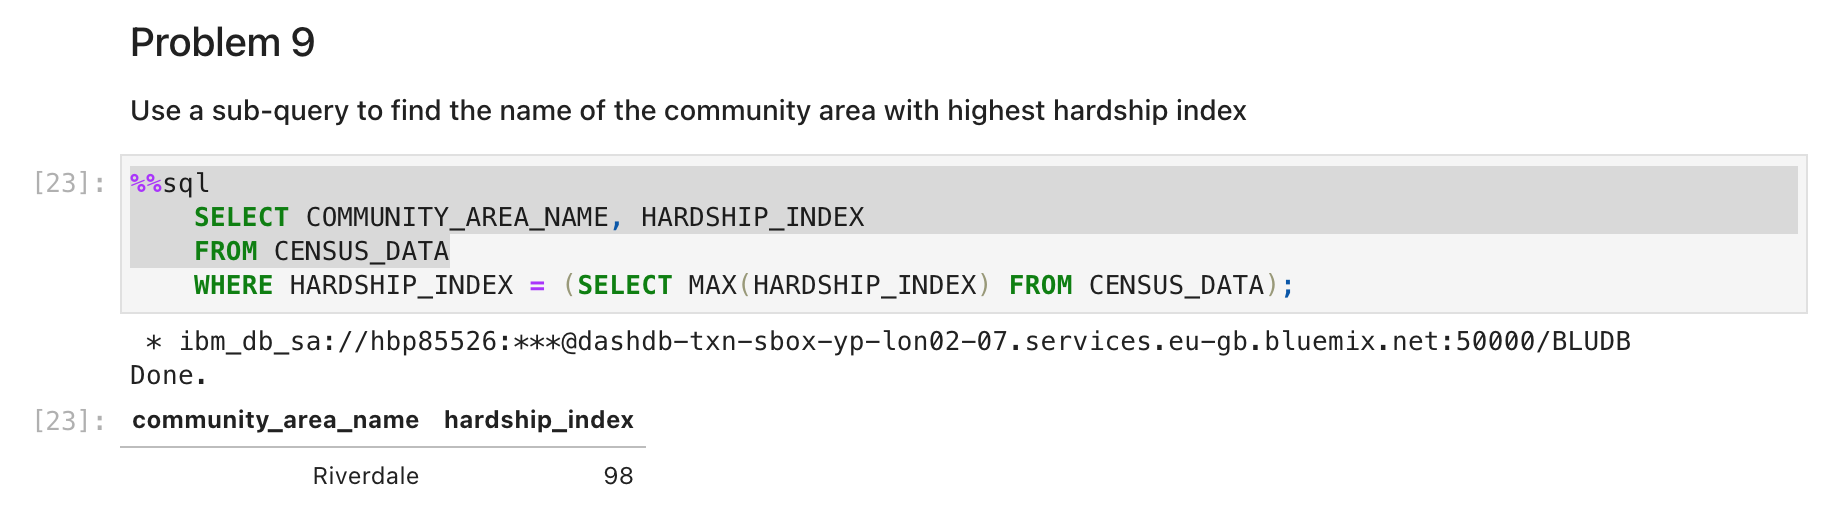 Problem 9
Use a sub-query to find the name of the community area with highest hardship index
[23]: %%sql
SELECT COMMUNITY_AREA_NAME, HARDSHIP_INDEX
FROM CENSUS_DATA
WHERE HARDSHIP_INDEX = (SELECT MAX(HARDSHIP_INDEX) FROM CENSUS_DATA);
* ibm_db_sa://hbp85526:***@dashdb-txn-sbox-yp-lon02-07.services.eu-gb.bluemix.net:50000/BLUDB
Done.
[23]: community_area_name hardship_index
Riverdale 98